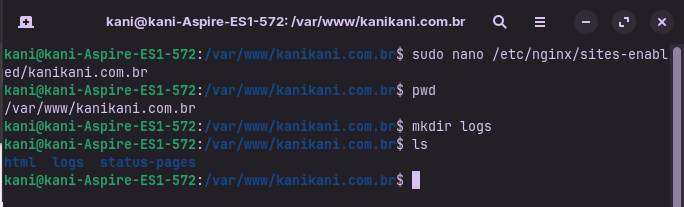 kani@kani-Aspire-ES1-572: /var/www/kanikani.com.br
kani@kani-Aspire-ES1-572:/var/www/kanikani.com.br$ sudo nano /etc/nginx/sites-enabl
ed/kanikani.com.br
kani@kani-Aspire-ES1-572:/var/www/kanikani.com.br$ pwd
/var/www/kanikani.com.br
kani@kani-Aspire-ES1-572:/var/www/kanikani.com.br$ mkdir logs
kani@kani-Aspire-ES1-572:/var/www/kanikani.com.br$ ls
html  logs  status-pages
kani@kani-Aspire-ES1-572:/var/www/kanikani.com.br$